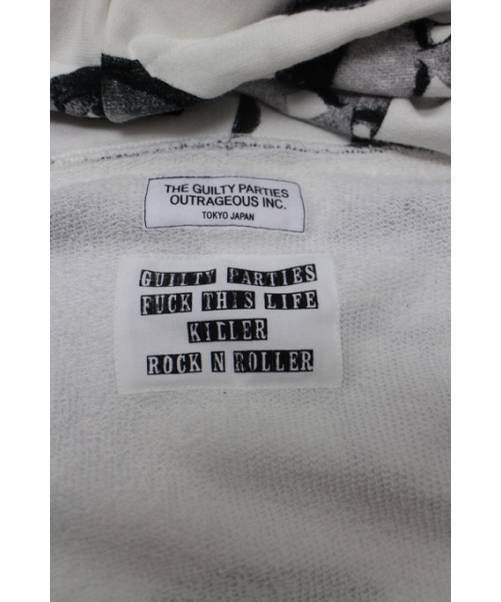 THE GUILTY PARTIES
OUTRAGEOUS INC.
TOKYO JAPAN
GUILTY PARTIES
FUCK THIS LIFE
KILLER
ROCK N ROLLER